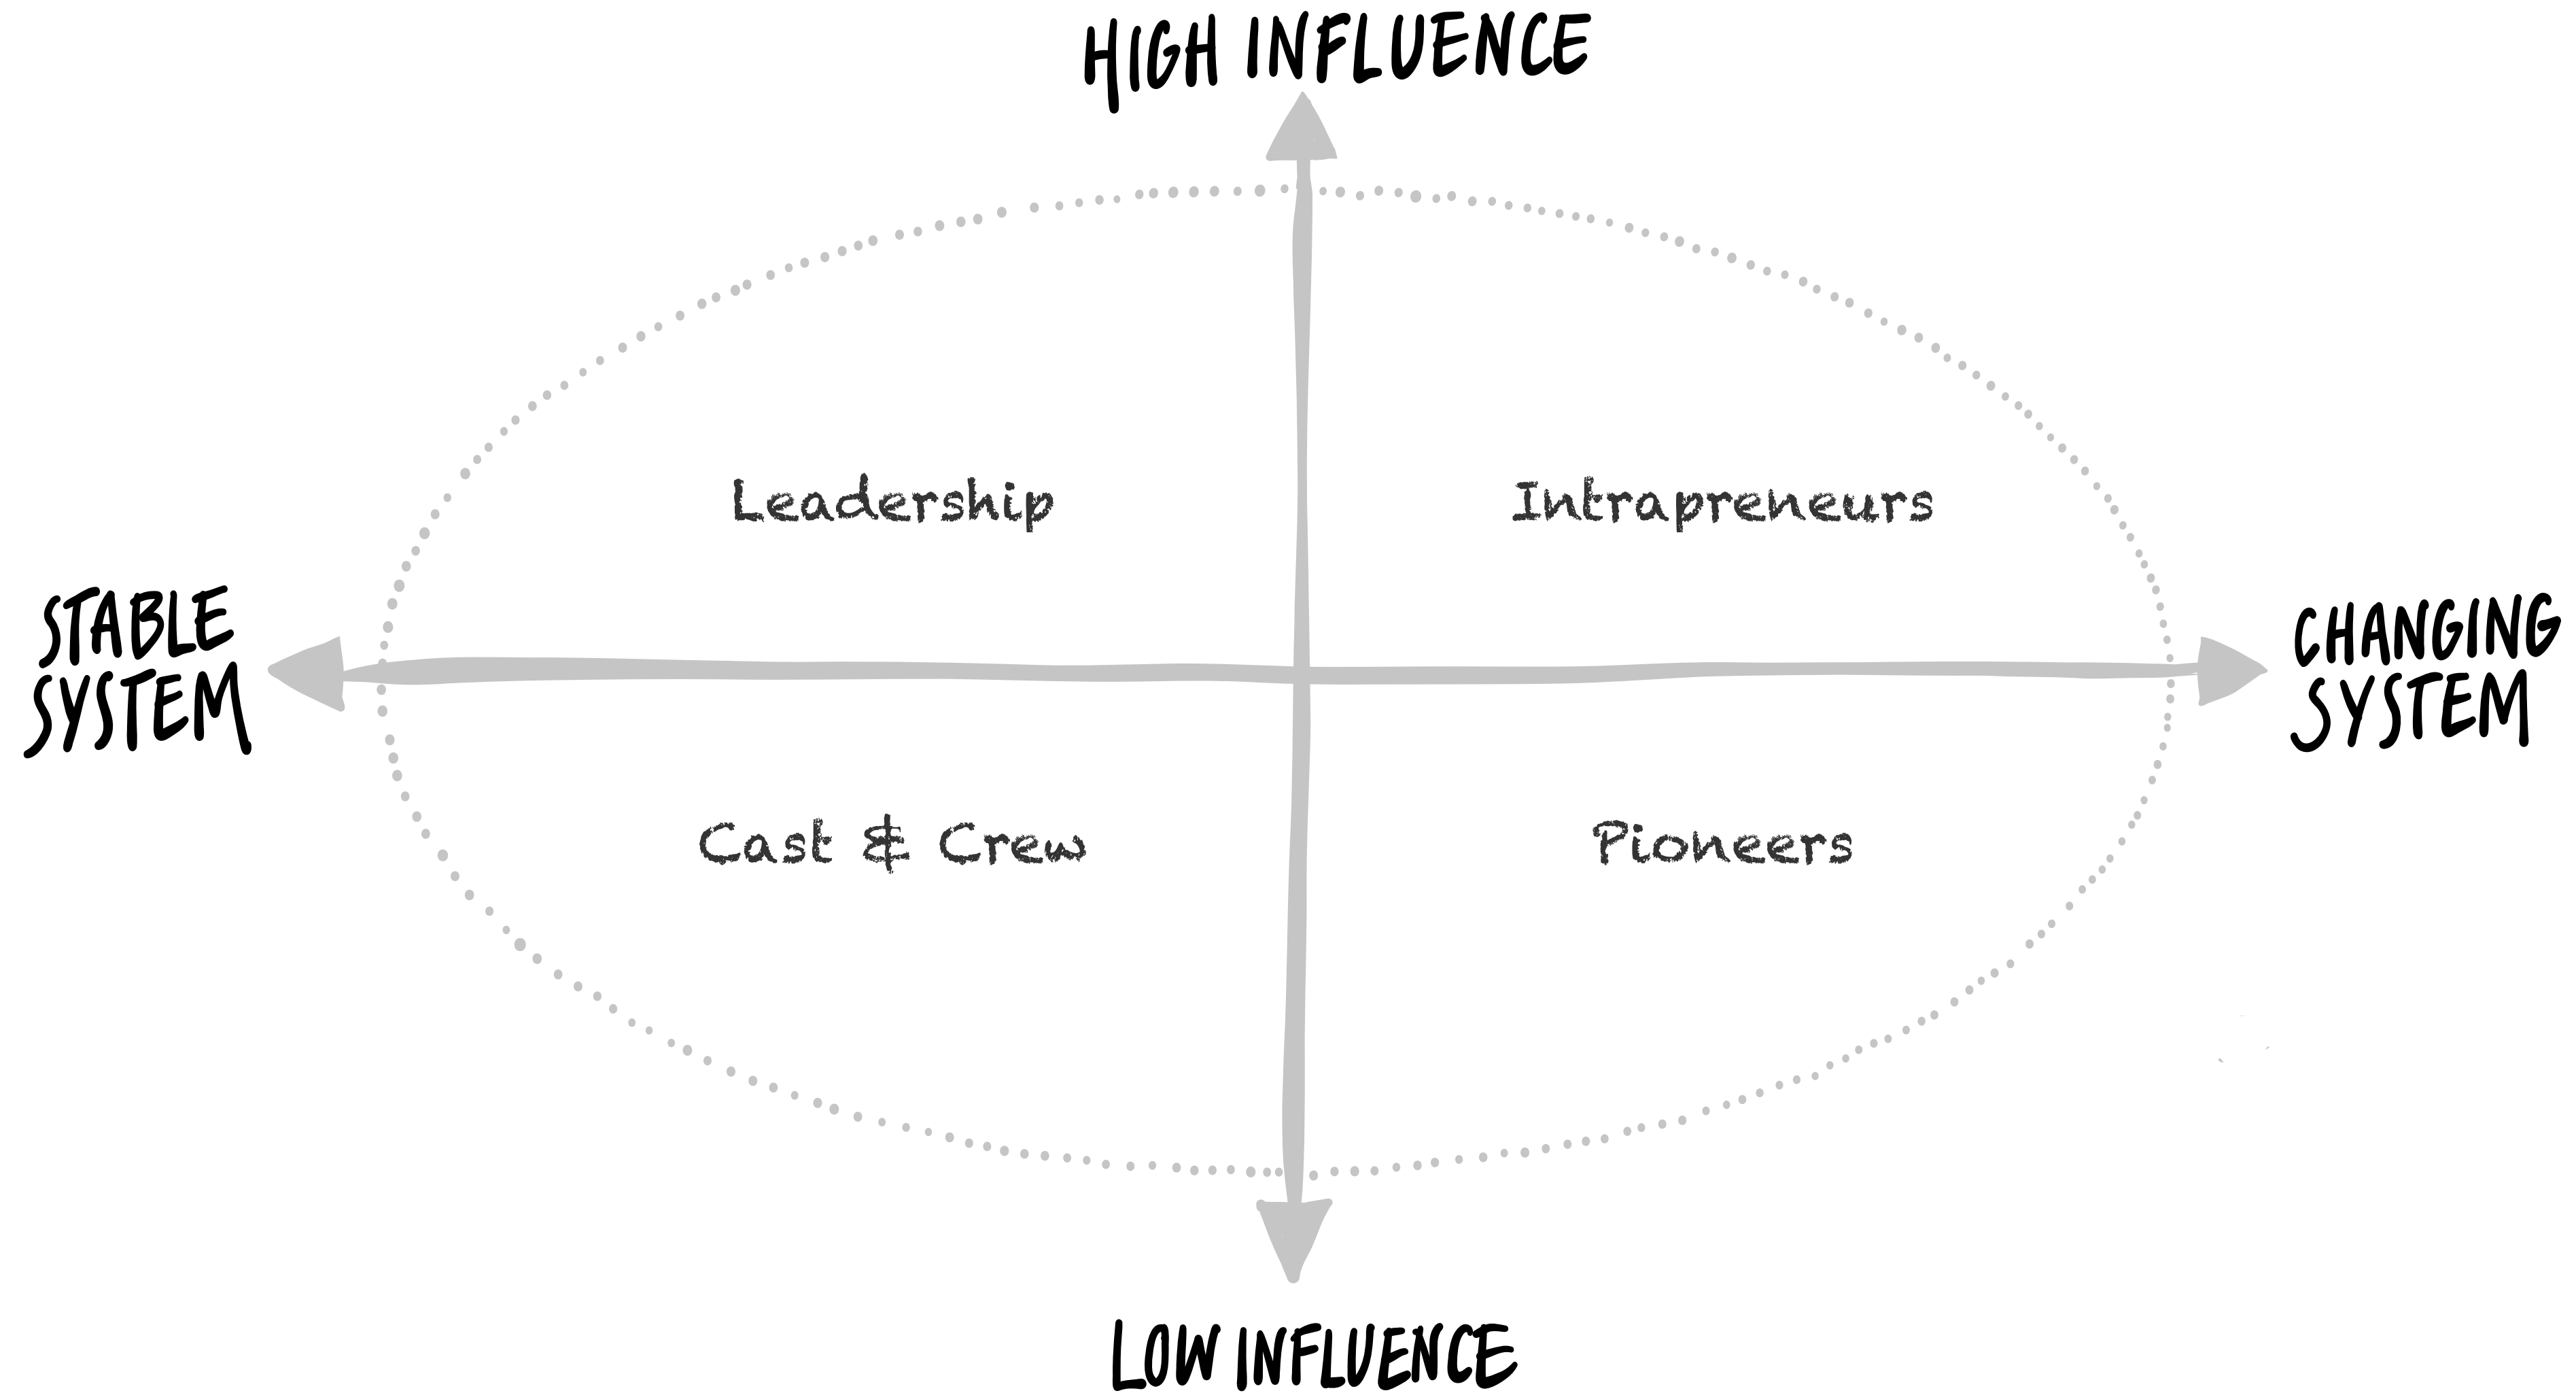 HIGH INFLUENCE
Leadership
Intrapreneurs
STABLE
SYSTEM
CHANGING
SYSTEM
Cast & Crew
Pioneers
LOW INFLUENCE